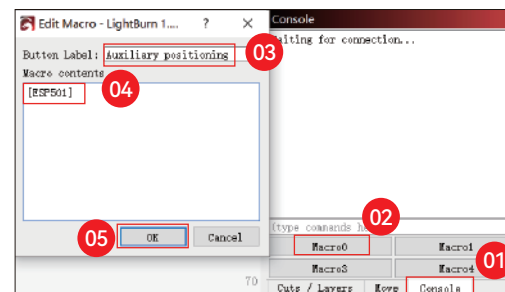 Edit Macro - LightBurn 1.... ? ×
Button Label: Auxiliary positioning 03
Macro contents
[ESP501] 04
05 OK Cancel
70
Console
aiting for connection...
(type commands h
02
Macro0 Macro1
01
Macro3 Macro4
Cuts / Layers Move Console